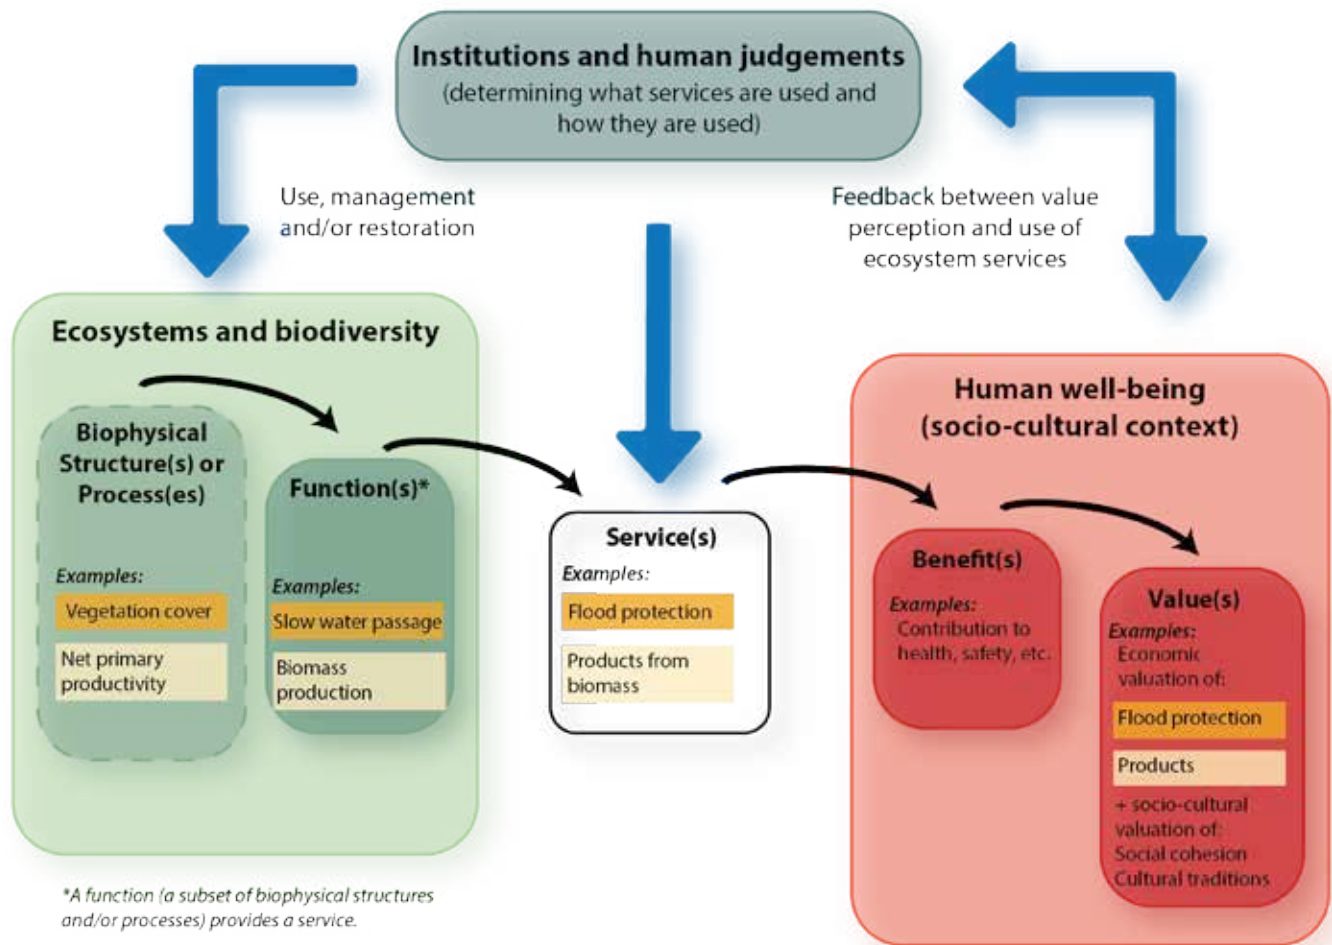 Institutions and human judgements
(determining what services are used and
how they are used)
Use, management
and/or restoration
Feedback between value
perception and use of
ecosystem services
Ecosystems and biodiversity
Biophysical
Structure(s) or
Process(es)
Examples:
Vegetation cover
Net primary
productivity
Function(s)*
Examples:
Slow water passage
Biomass
production
*A function (a subset of biophysical structures
and/or processes) provides a service.
Service(s)
Examples:
Flood protection
Products from
biomass
Human well-being
(socio-cultural context)
Benefit(s)
Examples:
Contribution to
health, safety, etc.
Value(s)
Examples:
Economic
valuation of:
Flood protection
Products
+ socio-cultural
valuation of:
Social cohesion
Cultural traditions